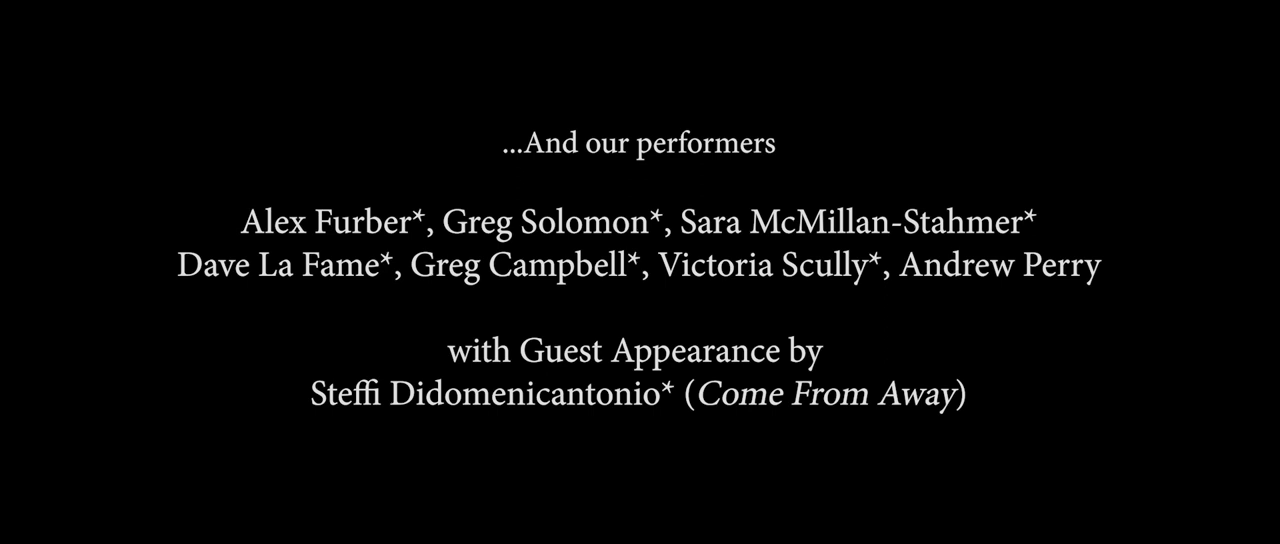 ...And our performers
Alex Furber*, Greg Solomon*, Sara McMillan-Stahmer*
Dave La Fame*, Greg Campbell*, Victoria Scully*, Andrew Perry
with Guest Appearance by
Steffi Didomenicantonio* (Come From Away)